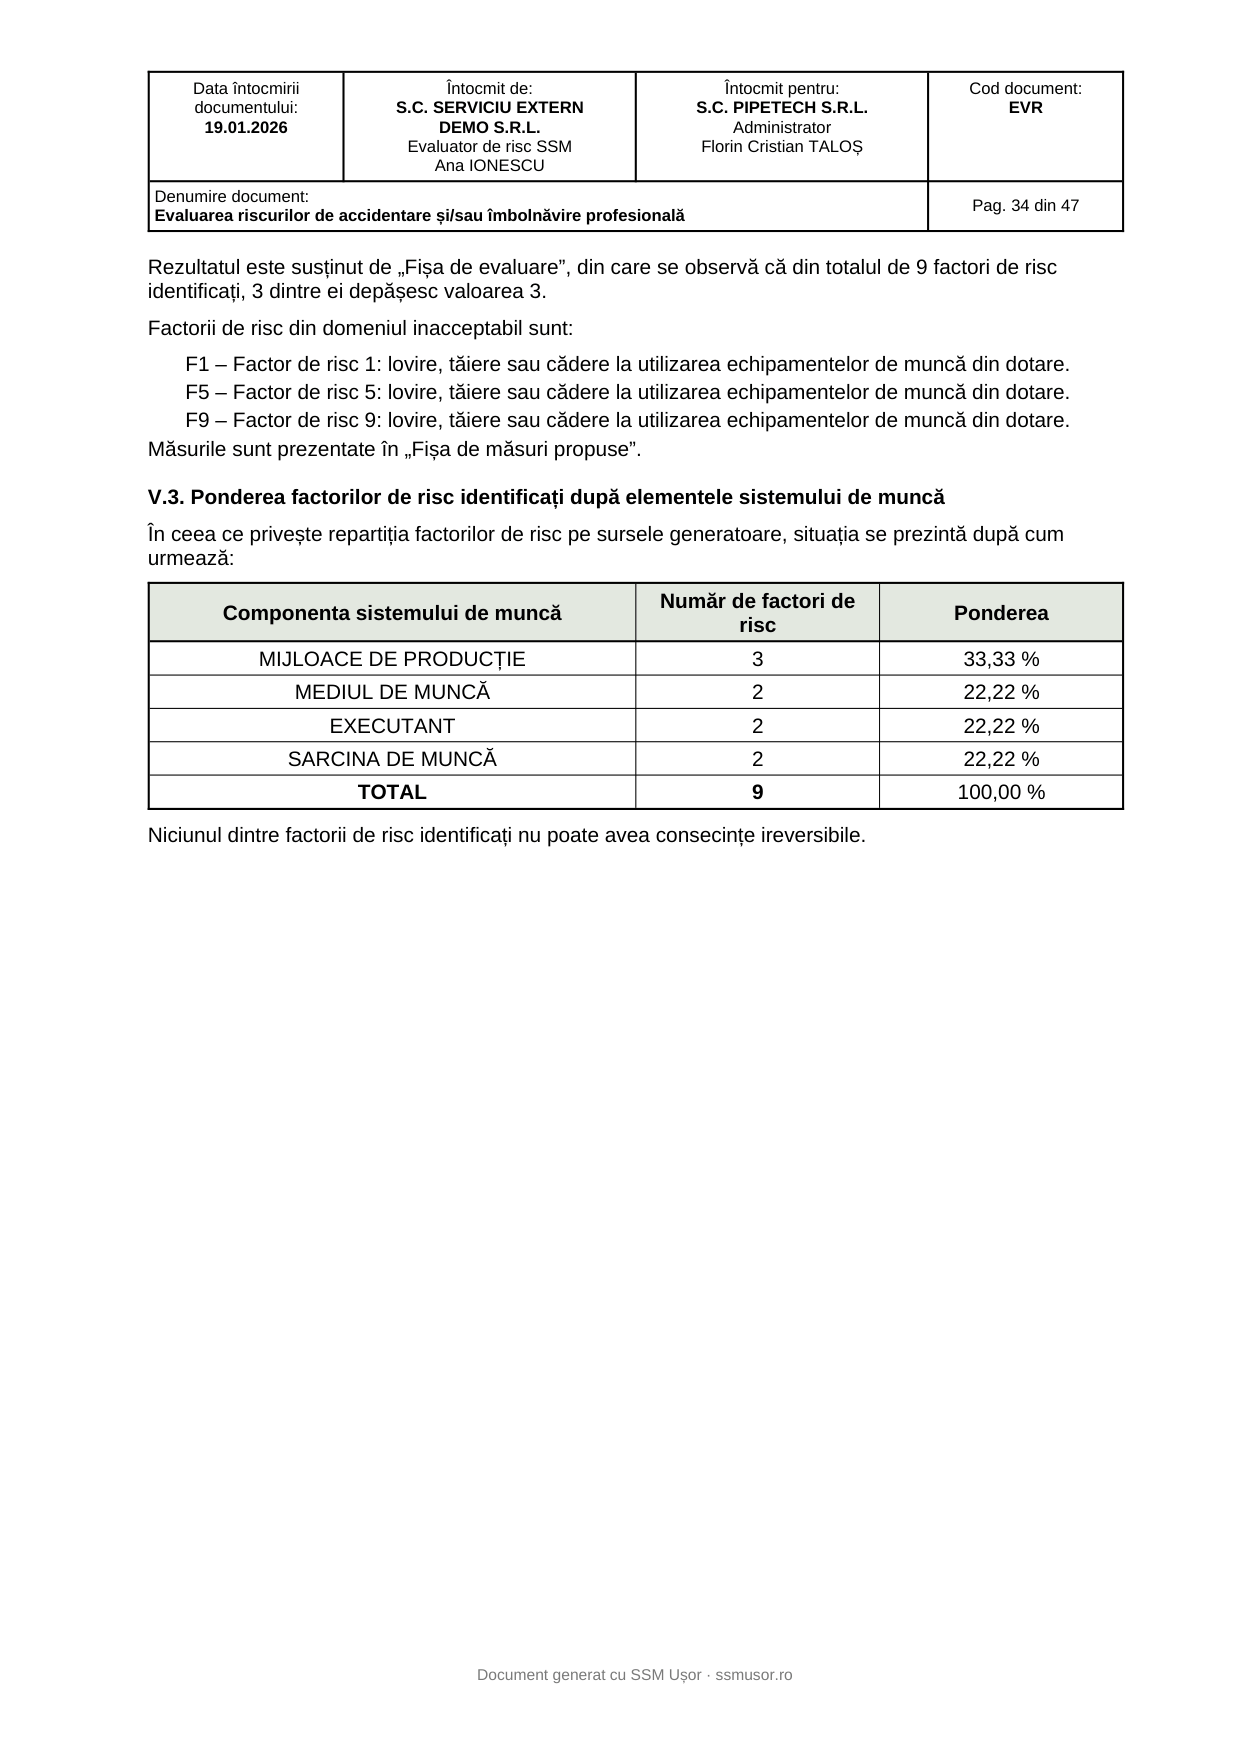 Data întocmirii
documentului:
19.01.2026
Întocmit de:
S.C. SERVICIU EXTERN
DEMO S.R.L.
Evaluator de risc SSM
Ana IONESCU
Întocmit pentru:
S.C. PIPETECH S.R.L.
Administrator
Florin Cristian TALOȘ
Cod document:
EVR
Denumire document:
Evaluarea riscurilor de accidentare și/sau îmbolnăvire profesională
Pag. 34 din 47
Rezultatul este susținut de „Fișa de evaluare”, din care se observă că din totalul de 9 factori de risc
identificați, 3 dintre ei depășesc valoarea 3.
Factorii de risc din domeniul inacceptabil sunt:
F1 – Factor de risc 1: lovire, tăiere sau cădere la utilizarea echipamentelor de muncă din dotare.
F5 – Factor de risc 5: lovire, tăiere sau cădere la utilizarea echipamentelor de muncă din dotare.
F9 – Factor de risc 9: lovire, tăiere sau cădere la utilizarea echipamentelor de muncă din dotare.
Măsurile sunt prezentate în „Fișa de măsuri propuse”.
V.3. Ponderea factorilor de risc identificați după elementele sistemului de muncă
În ceea ce privește repartiția factorilor de risc pe sursele generatoare, situația se prezintă după cum
urmează:
Componenta sistemului de muncă
Număr de factori de
risc
Ponderea
MIJLOACE DE PRODUCȚIE 3 33,33 %
MEDIUL DE MUNCĂ 2 22,22 %
EXECUTANT 2 22,22 %
SARCINA DE MUNCĂ 2 22,22 %
TOTAL 9 100,00 %
Niciunul dintre factorii de risc identificați nu poate avea consecințe ireversibile.
Document generat cu SSM Ușor · ssmusor.ro